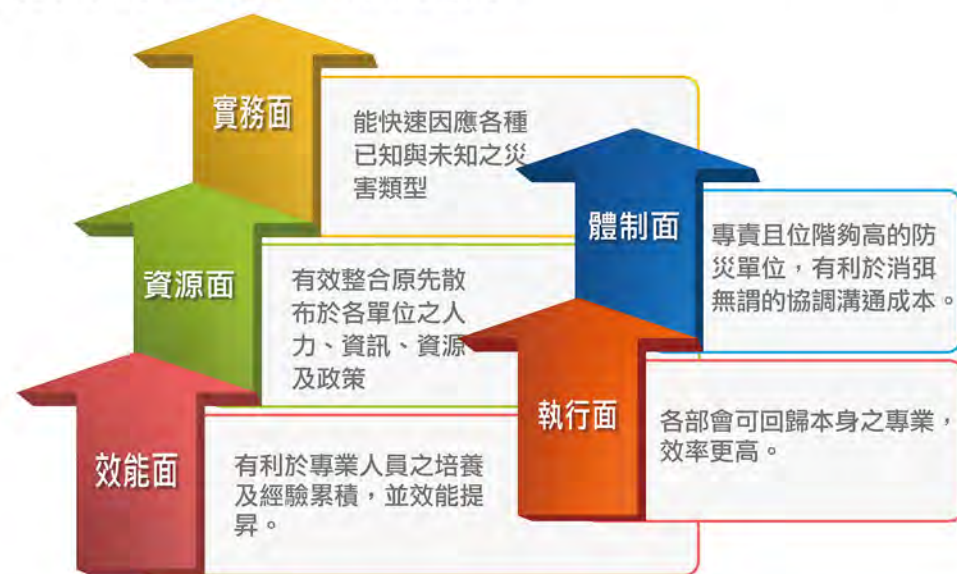 實務面
能快速因應各種
已知與未知之災
害類型
資源面
有效整合原先散
布於各單位之人
力、資訊、資源
及政策
效能面
有利於專業人員之培養
及經驗累積，並效能提
昇。
體制面
專責且位階夠高的防
災單位，有利於消弭
無謂的協調溝通成本。
執行面
各部會可回歸本身之專業，
效率更高。